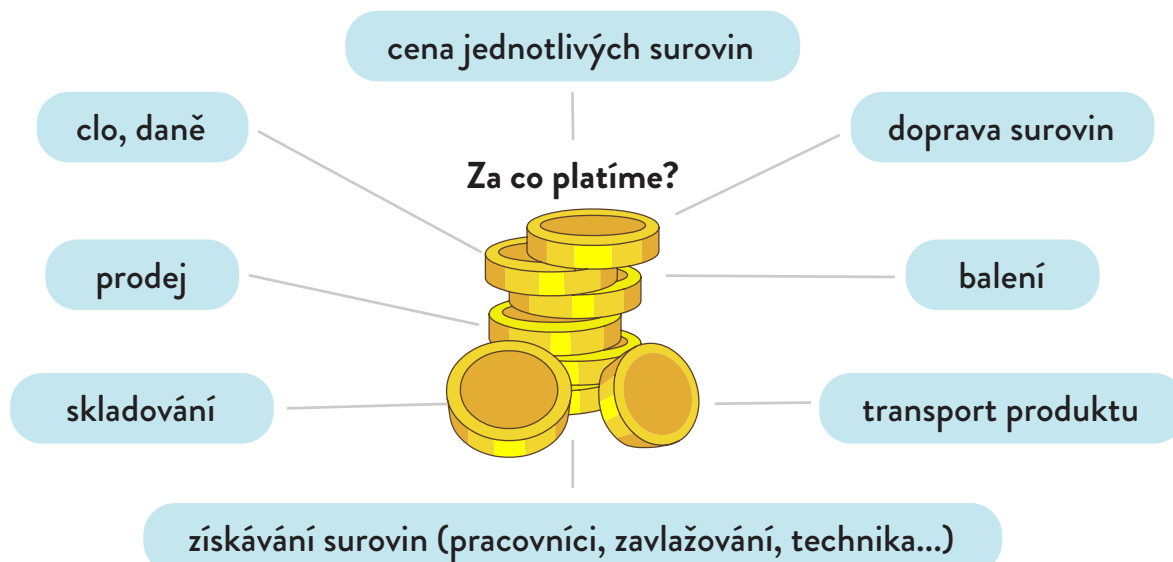 cena jednotlivých surovin
clo, daně
doprava surovin
Za co platíme?
prodej
balení
skladování
transport produktu
získávání surovin (pracovníci, zavlažování, technika...)